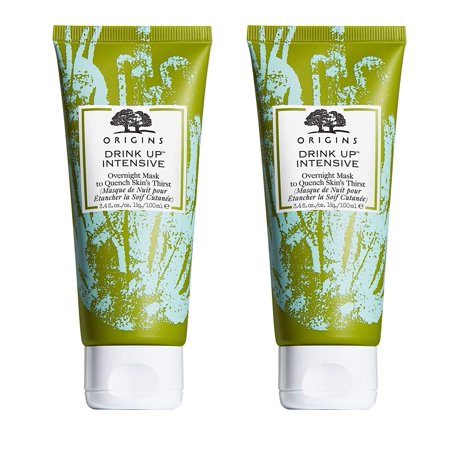 ORIGINS
DRINK UP™
INTENSIVE
Overnight Mask
to Quench Skin's Thirst
(Masque de Nuit pour
Étancher la Soif Cutanée)
3.4 fl. oz. liq./100ml ℮
ORIGINS
DRINK UP™
INTENSIVE
Overnight Mask
to Quench Skin's Thirst
(Masque de Nuit pour
Étancher la Soif Cutanée)
3.4 fl. oz. liq./100ml ℮